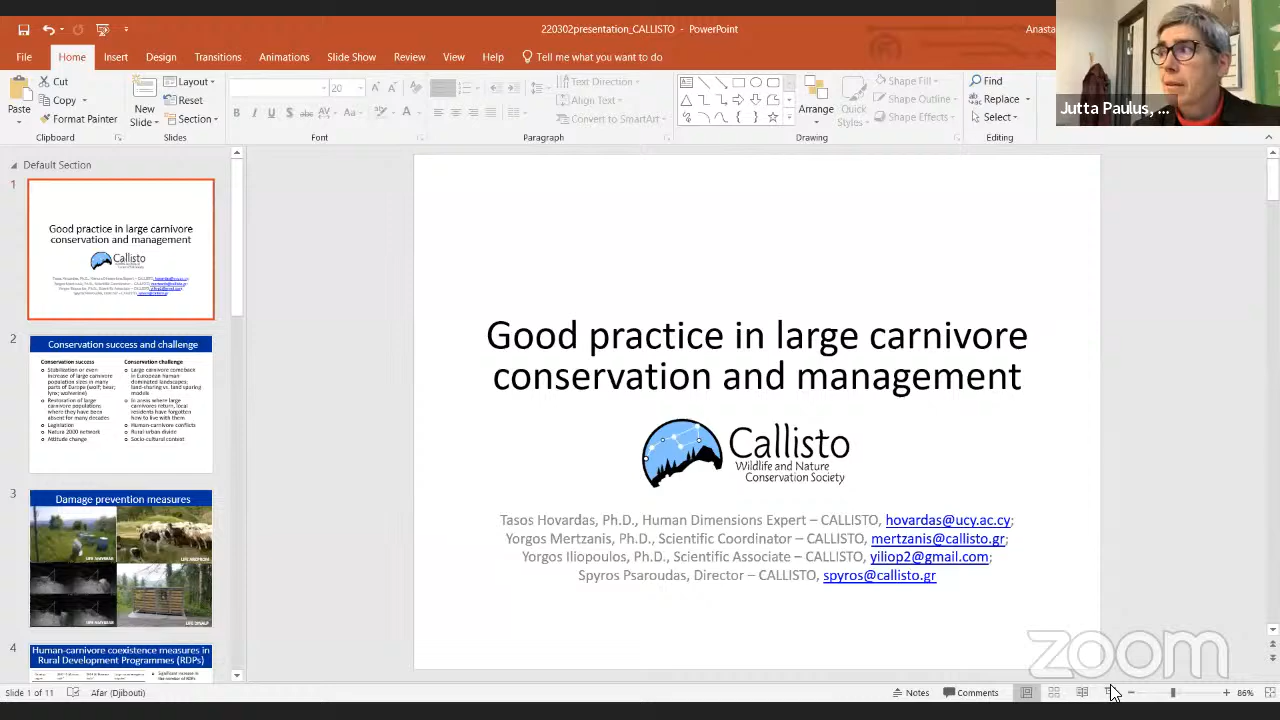 220302presentation_CALLISTO - PowerPoint
Anasta
File Home Insert Design Transitions Animations Slide Show Review View Help Tell me what you want to do
Paste
Cut
Copy
Format Painter
Clipboard
New
Slide
Layout
Reset
Section
Slides
20
B I U S abc AV Aa A
Font
Text Direction
Align Text
Convert to SmartArt
Paragraph
Arrange
Quick
Styles
Shape Fill
Shape Outline
Shape Effects
Drawing
Find
Replace
Select
Editing
Jutta Paulus, ...
Default Section
1
Good practice in large carnivore
conservation and management
Callisto
2
Conservation success and challenge
Conservation success
Stabilization or even
increase of large carnivore
population sizes in many
parts of Europe (wolf; bear;
lynx; wolverine)
Restoration of large
carnivore populations,
where they have been
absent for many decades
Legislation
Natura 2000 network
Attitude change
Conservation challenge
Large carnivore comeback
in European human
dominated landscapes;
land-sharing vs. land sparing
models
In areas where large
carnivores return, local
residents have forgotten
how to live with them
Human-carnivore conflicts
Rural-urban divide
Socio-cultural context
3
Damage prevention measures
4
Human-carnivore coexistence measures in
Rural Development Programmes (RDPs)
Good practice in large carnivore
conservation and management
Callisto
Wildlife and Nature
Conservation Society
Tasos Hovardas, Ph.D., Human Dimensions Expert – CALLISTO, hovardas@ucy.ac.cy;
Yorgos Mertzanis, Ph.D., Scientific Coordinator – CALLISTO, mertzanis@callisto.gr;
Yorgos Iliopoulos, Ph.D., Scientific Associate – CALLISTO, yiliop2@gmail.com;
Spyros Psaroudas, Director – CALLISTO, spyros@callisto.gr
zoom
Slide 1 of 11 Afar (Djibouti) Notes Comments 86%